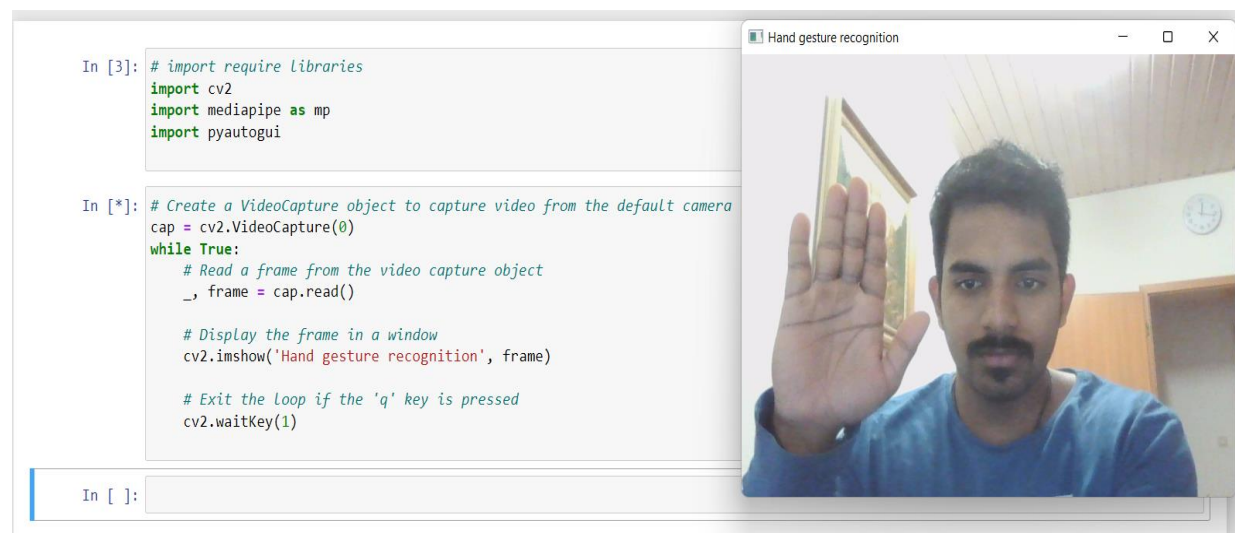 Hand gesture recognition
In [3]: # import require libraries
import cv2
import mediapipe as mp
import pyautogui
In [*]: # Create a VideoCapture object to capture video from the default camera
cap = cv2.VideoCapture(0)
while True:
    # Read a frame from the video capture object
    _, frame = cap.read()
    # Display the frame in a window
    cv2.imshow('Hand gesture recognition', frame)
    # Exit the loop if the 'q' key is pressed
    cv2.waitKey(1)
In [ ]: